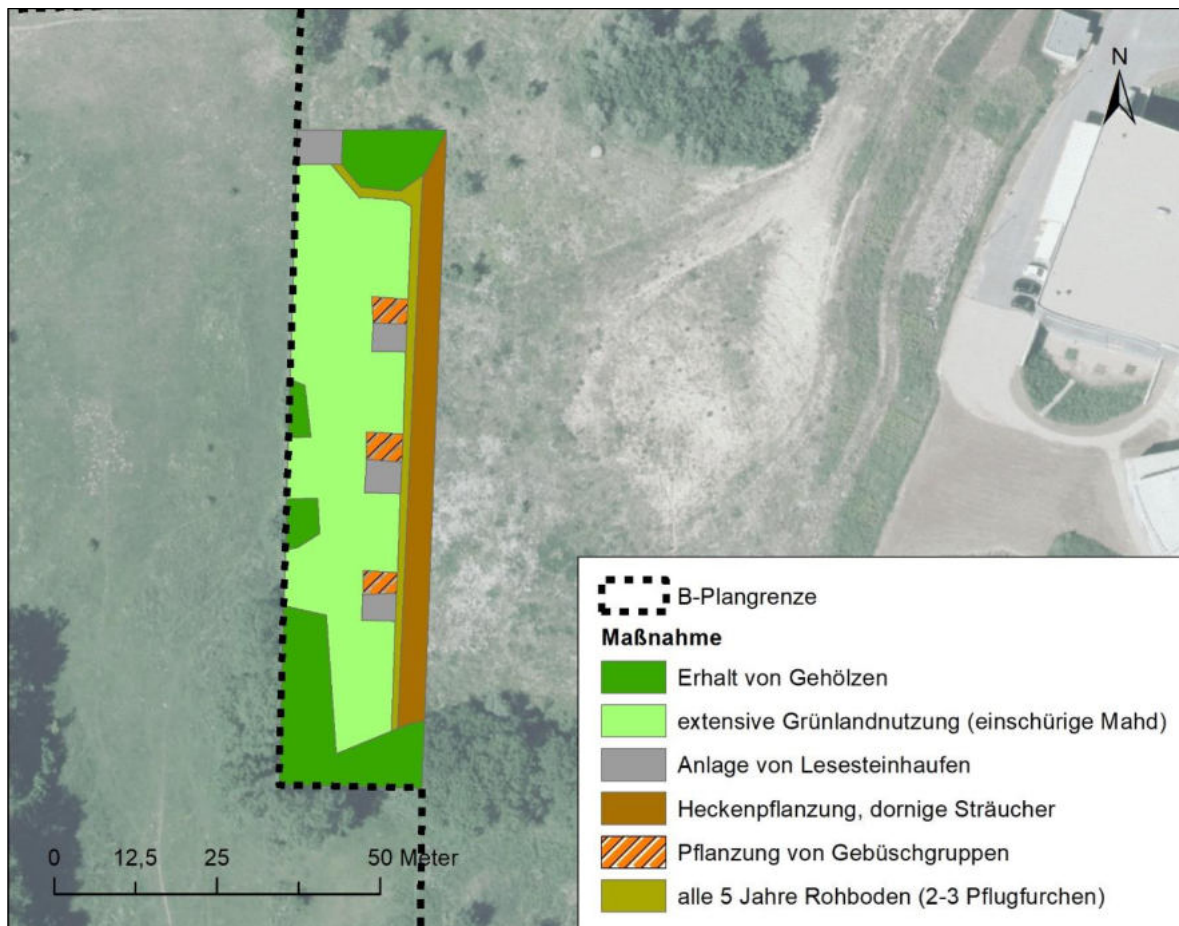 N
B-Plangrenze
Maßnahme
Erhalt von Gehölzen
extensive Grünlandnutzung (einschürige Mahd)
Anlage von Lesesteinhaufen
Heckenpflanzung, dornige Sträucher
Pflanzung von Gebüschgruppen
alle 5 Jahre Rohboden (2-3 Pflugfurchen)
0 12,5 25 50 Meter